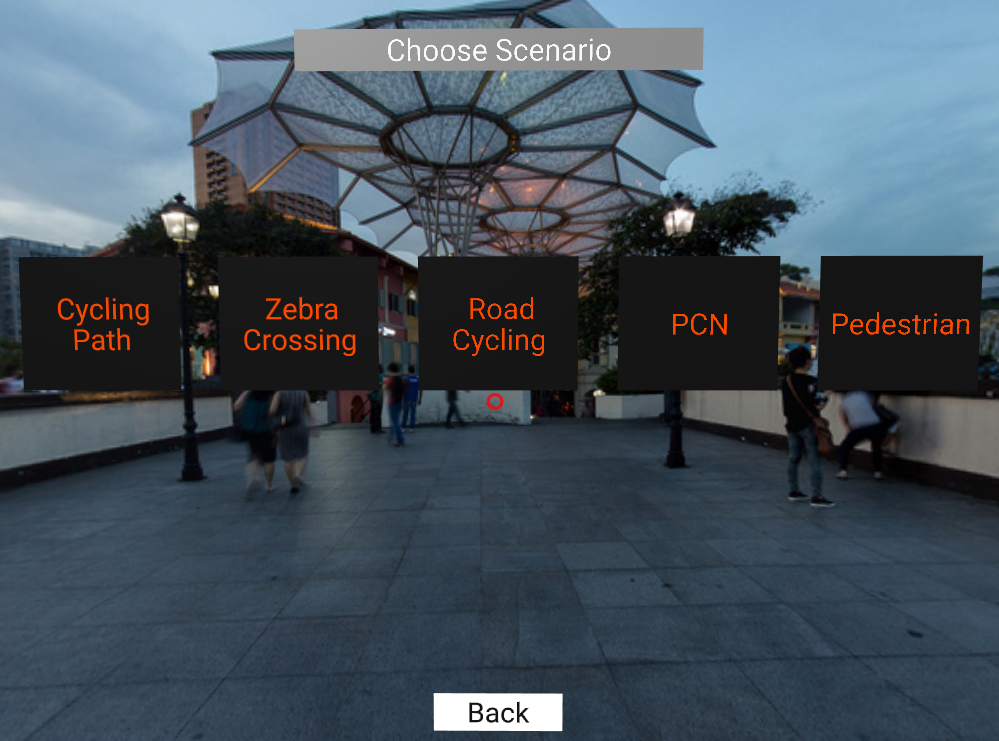 Choose Scenario
Cycling
Path
Zebra
Crossing
Road
Cycling
PCN
Pedestrian
Back